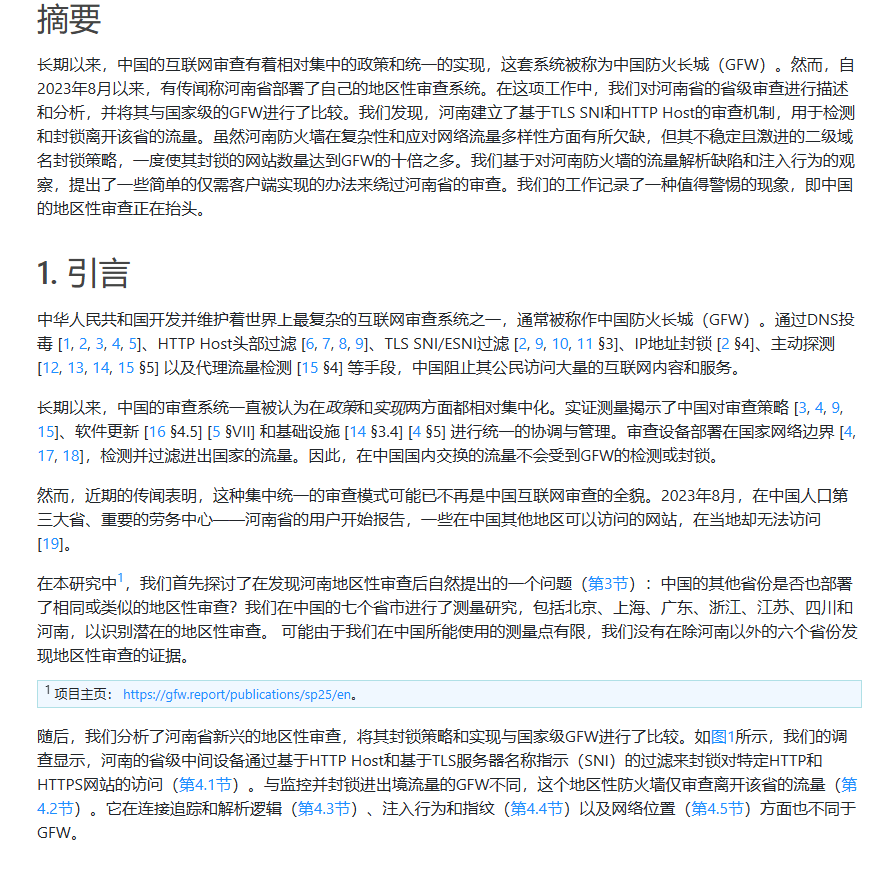 摘要
长期以来，中国的互联网审查有着相对集中的政策和统一的实现，这套系统被称为中国防火长城（GFW）。然而，自
2023年8月以来，有传闻称河南省部署了自己的地区性审查系统。在这项工作中，我们对河南省的省级审查进行描述
和分析，并将其与国家级的GFW进行了比较。我们发现，河南建立了基于TLS SNI和HTTP Host的审查机制，用于检测
和封锁离开该省的流量。虽然河南防火墙在复杂性和应对网络流量多样性方面有所欠缺，但其不稳定且激进的二级域
名封锁策略，一度使其封锁的网站数量达到GFW的十倍之多。我们基于对河南防火墙的流量解析缺陷和注入行为的观
察，提出了一些简单的仅需客户端实现的办法来绕过河南省的审查。我们的工作记录了一种值得警惕的现象，即中国
的地区性审查正在抬头。
1. 引言
中华人民共和国开发并维护着世界上最复杂的互联网审查系统之一，通常被称作中国防火长城（GFW）。通过DNS投
毒 [1, 2, 3, 4, 5]、HTTP Host头部过滤 [6, 7, 8, 9]、TLS SNI/ESNI过滤 [2, 9, 10, 11 §3]、IP地址封锁 [2 §4]、主动探测
[12, 13, 14, 15 §5] 以及代理流量检测 [15 §4] 等手段，中国阻止其公民访问大量的互联网内容和服务。
长期以来，中国的审查系统一直被认为在政策和实现两方面都相对集中化。实证测量揭示了中国对审查策略 [3, 4, 9,
15]、软件更新 [16 §4.5] [5 §VII] 和基础设施 [14 §3.4] [4 §5] 进行统一的协调与管理。审查设备部署在国家网络边界 [4,
17, 18]，检测并过滤进出国家的流量。因此，在中国国内交换的流量不会受到GFW的检测或封锁。
然而，近期的传闻表明，这种集中统一的审查模式可能已不再是中国互联网审查的全貌。2023年8月，在中国人口第
三大省、重要的劳务中心——河南省的用户开始报告，一些在中国其他地区可以访问的网站，在当地却无法访问
[19]。
在本研究中1，我们首先探讨了在发现河南地区性审查后自然提出的一个问题（第3节）：中国的其他省份是否也部署
了相同或类似的地区性审查？我们在中国的七个省市进行了测量研究，包括北京、上海、广东、浙江、江苏、四川和
河南，以识别潜在的地区性审查。 可能由于我们在中国所能使用的测量点有限，我们没有在除河南以外的六个省份发
现地区性审查的证据。
1 项目主页： https://gfw.report/publications/sp25/en。
随后，我们分析了河南省新兴的地区性审查，将其封锁策略和实现与国家级GFW进行了比较。如图1所示，我们的调
查显示，河南的省级中间设备通过基于HTTP Host和基于TLS服务器名称指示（SNI）的过滤来封锁对特定HTTP和
HTTPS网站的访问（第4.1节）。与监控并封锁进出境流量的GFW不同，这个地区性防火墙仅审查离开该省的流量（第
4.2节）。它在连接追踪和解析逻辑（第4.3节）、注入行为和指纹（第4.4节）以及网络位置（第4.5节）方面也不同于
GFW。